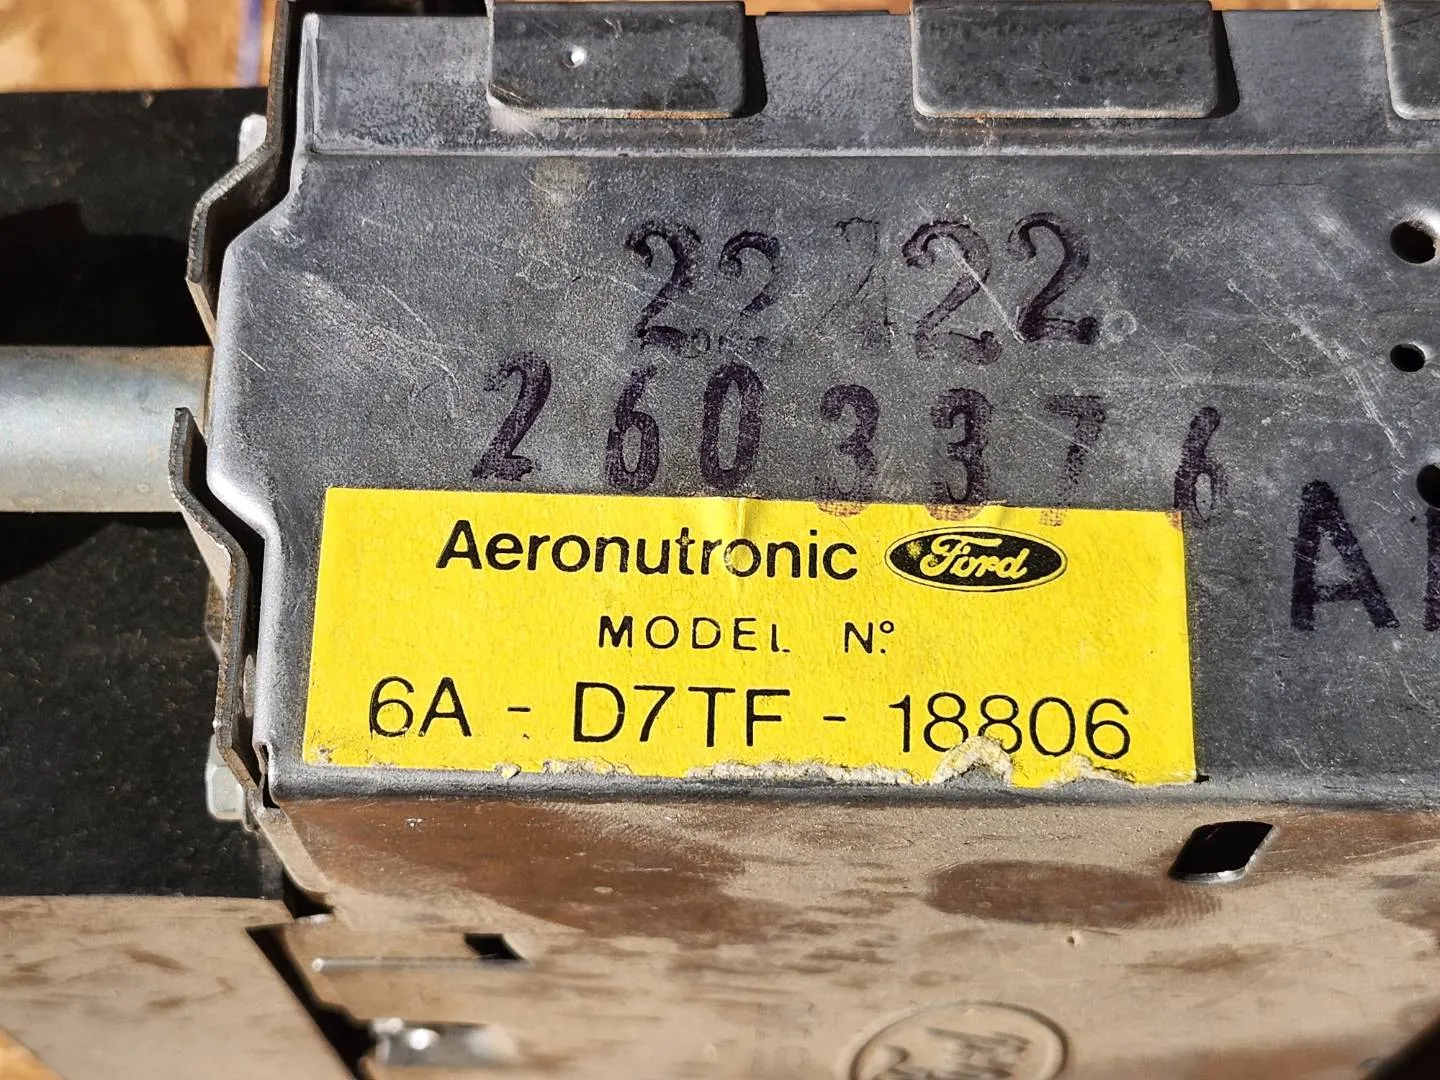 22222
2603376
Aeronutronic Ford
MODEL Nº.
6A - D7TF - 18806
A